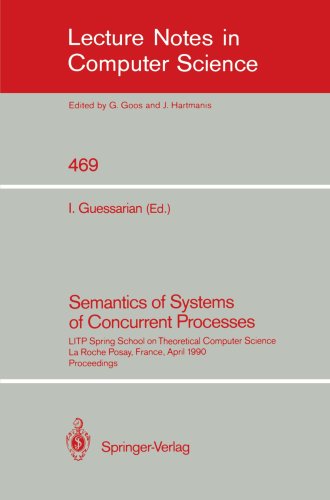 Lecture Notes in
Computer Science
Edited by G. Goos and J. Hartmanis
469
I. Guessarian (Ed.)
Semantics of Systems
of Concurrent Processes
LITP Spring School on Theoretical Computer Science
La Roche Posay, France, April 1990
Proceedings
Springer-Verlag